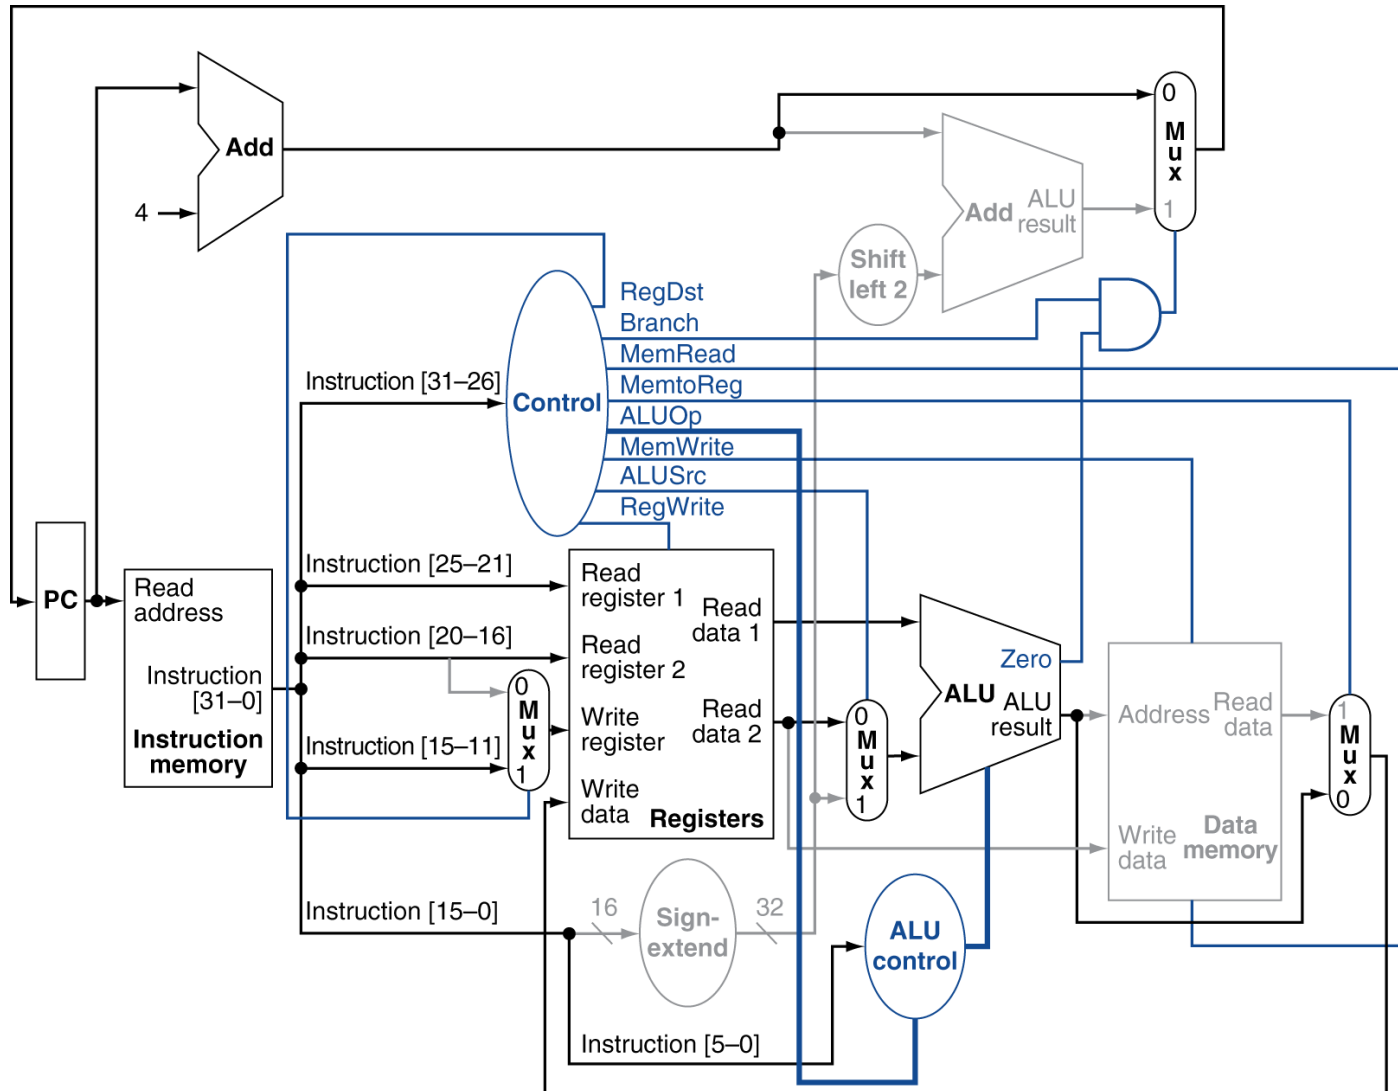 Add
4
0
M
u
x
1
Add
ALU
result
Shift
left 2
RegDst
Branch
MemRead
MemtoReg
ALUOp
MemWrite
ALUSrc
RegWrite
Control
Instruction [31–26]
Instruction [25–21]
Instruction [20–16]
Instruction [15–11]
Instruction [15–0]
Instruction [5–0]
PC
Read
address
Instruction
[31–0]
Instruction
memory
0
M
u
x
1
Read
register 1
Read
register 2
Write
register
Write
data
Read
data 1
Read
data 2
Registers
0
M
u
x
1
Zero
ALU
ALU
result
Address
Read
data
Write
data
Data
memory
1
M
u
x
0
16
Sign-
extend
32
ALU
control